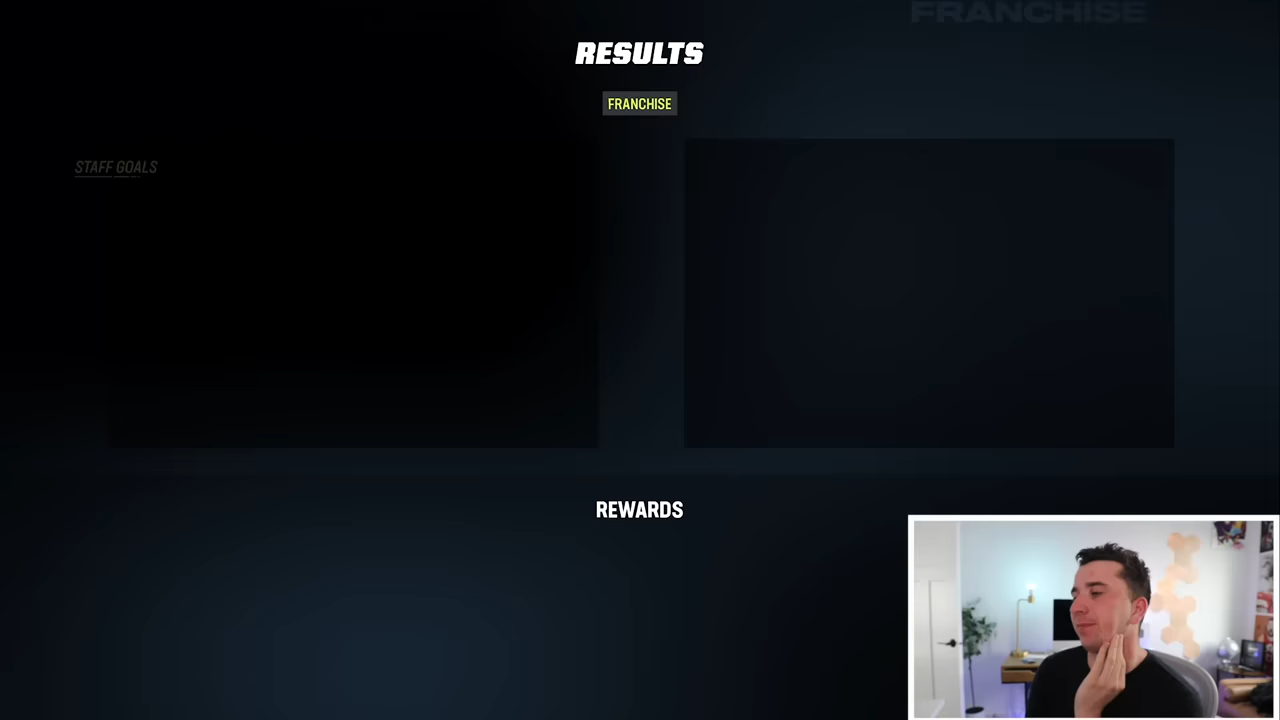 FRANCHISE
RESULTS
FRANCHISE
STAFF GOALS
REWARDS